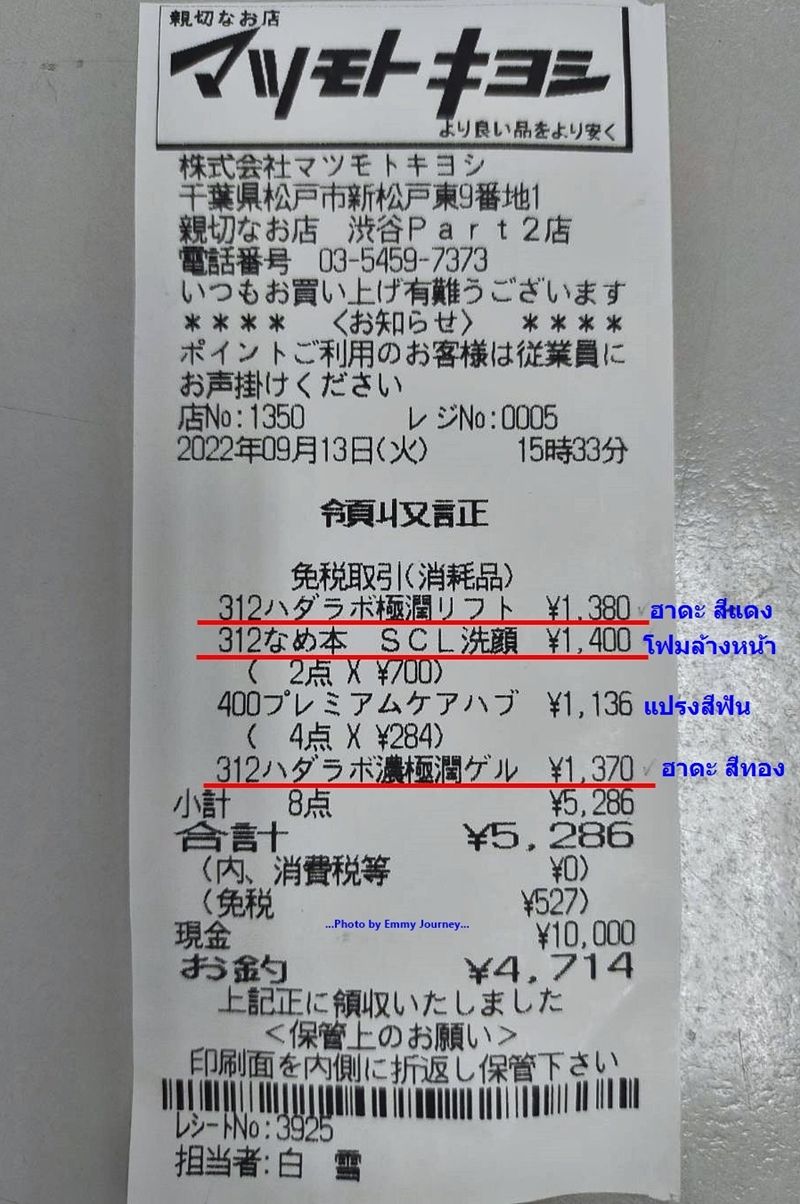 親切なお店
マツモトキヨシ
より良い品をより安く
株式会社マツモトキヨシ
千葉県松戸市新松戸東9番地1
親切なお店 渋谷Part2店
電話番号 03-5459-7373
いつもお買い上げ有難うございます
**** 〈お知らせ〉 ****
ポイントご利用のお客様は従業員に
お声掛けください
店No:1350 レジNo:0005
2022年09月13日(火) 15時33分
領収証
免税取引(消耗品)
312ハダラボ極潤リフト ¥1,380 ฮาดะ สีแดง
312なめ本 SCL洗顔 ¥1,400 โฟมล้างหน้า
( 2点 X ¥700)
400プレミアムケアハブ ¥1,136 แปรงสีฟัน
( 4点 X ¥284)
312ハダラボ濃極潤ゲル ¥1,370 ฮาดะ สีทอง
小計 8点 ¥5,286
合計 ¥5,286
(内、消費税等 ¥0)
(免税 ¥527)
...Photo by Emmy Journey...
現金 ¥10,000
お釣 ¥4,714
上記正に領収いたしました
<保管上のお願い>
印刷面を内側に折返し保管下さい
レシートNo:3925
担当者:白 雪